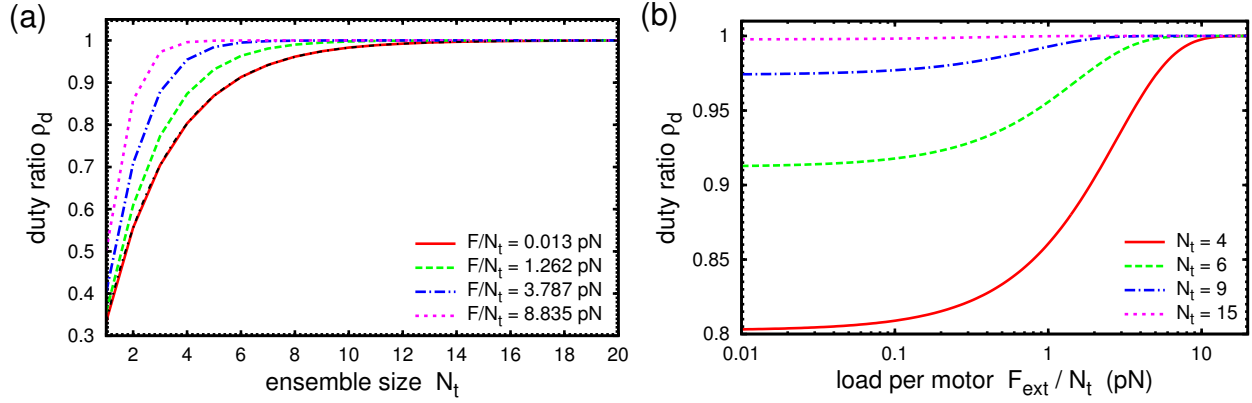 (a)
duty ratio ρd
1
0.9
0.8
0.7
0.6
0.5
0.4
0.3
2 4 6 8 10 12 14 16 18 20
ensemble size Nt
F/Nt = 0.013 pN
F/Nt = 1.262 pN
F/Nt = 3.787 pN
F/Nt = 8.835 pN
(b)
duty ratio ρd
1
0.95
0.9
0.85
0.8
0.01 0.1 1 10
load per motor Fext / Nt (pN)
Nt = 4
Nt = 6
Nt = 9
Nt = 15